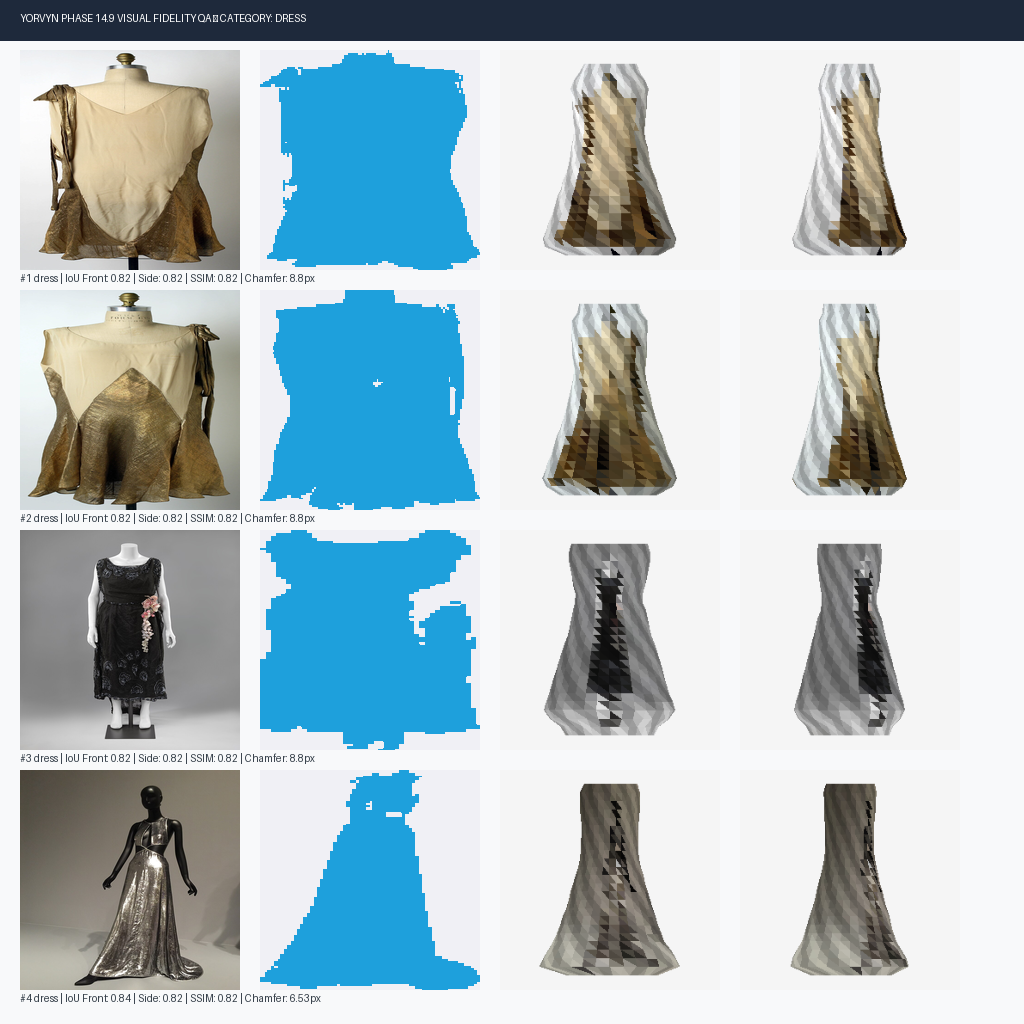 YORVYN PHASE 14.9 VISUAL FIDELITY QA□CATEGORY: DRESS
#1 dress | IoU Front: 0.82 | Side: 0.82 | SSIM: 0.82 | Chamfer: 8.8px
#2 dress | IoU Front: 0.82 | Side: 0.82 | SSIM: 0.82 | Chamfer: 8.8px
#3 dress | IoU Front: 0.82 | Side: 0.82 | SSIM: 0.82 | Chamfer: 8.8px
#4 dress | IoU Front: 0.84 | Side: 0.82 | SSIM: 0.82 | Chamfer: 6.53px